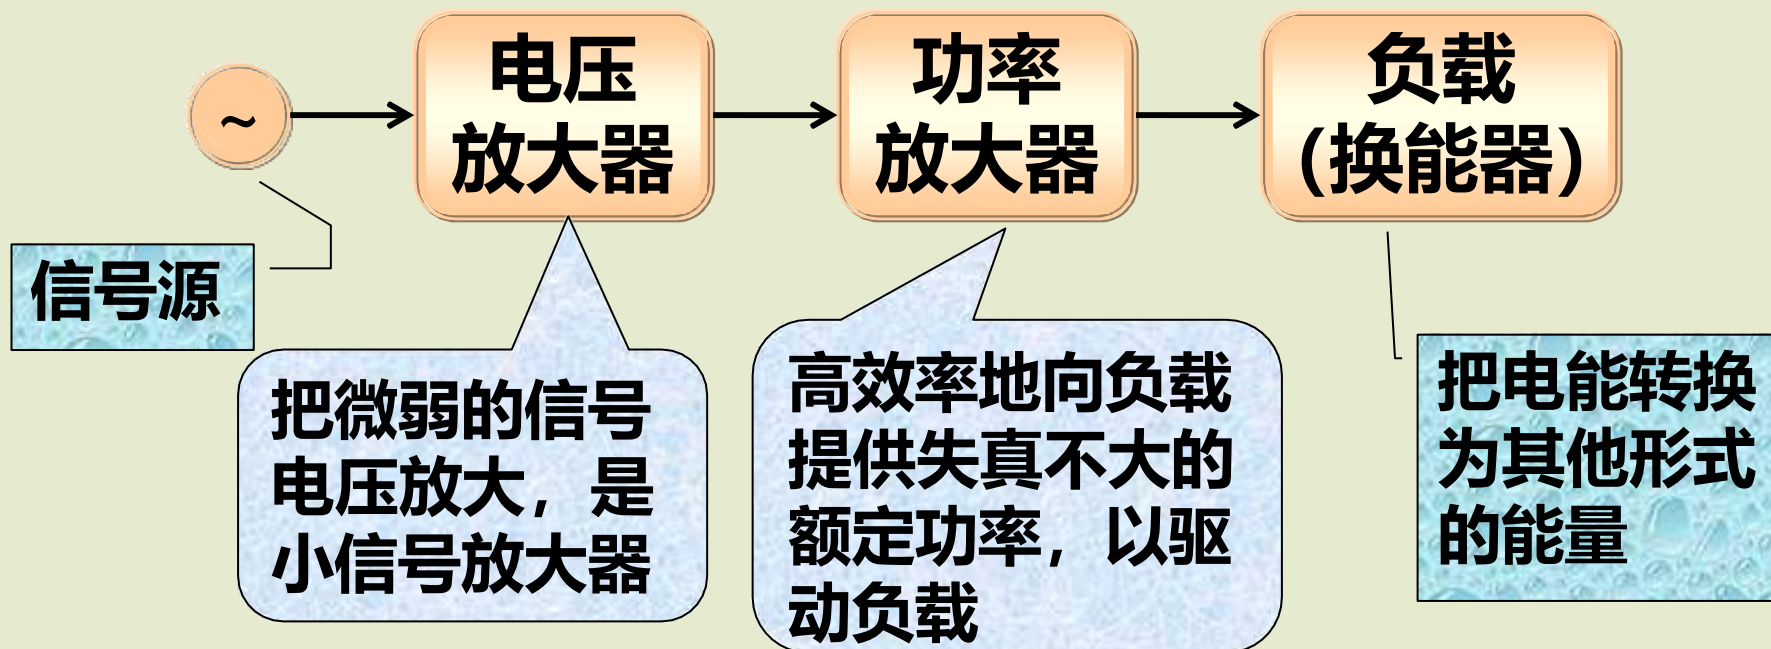 ~
电压
放大器
功率
放大器
负载
(换能器)
信号源
把微弱的信号
电压放大，是
小信号放大器
高效率地向负载
提供失真不大的
额定功率，以驱
动负载
把电能转换
为其他形式
的能量